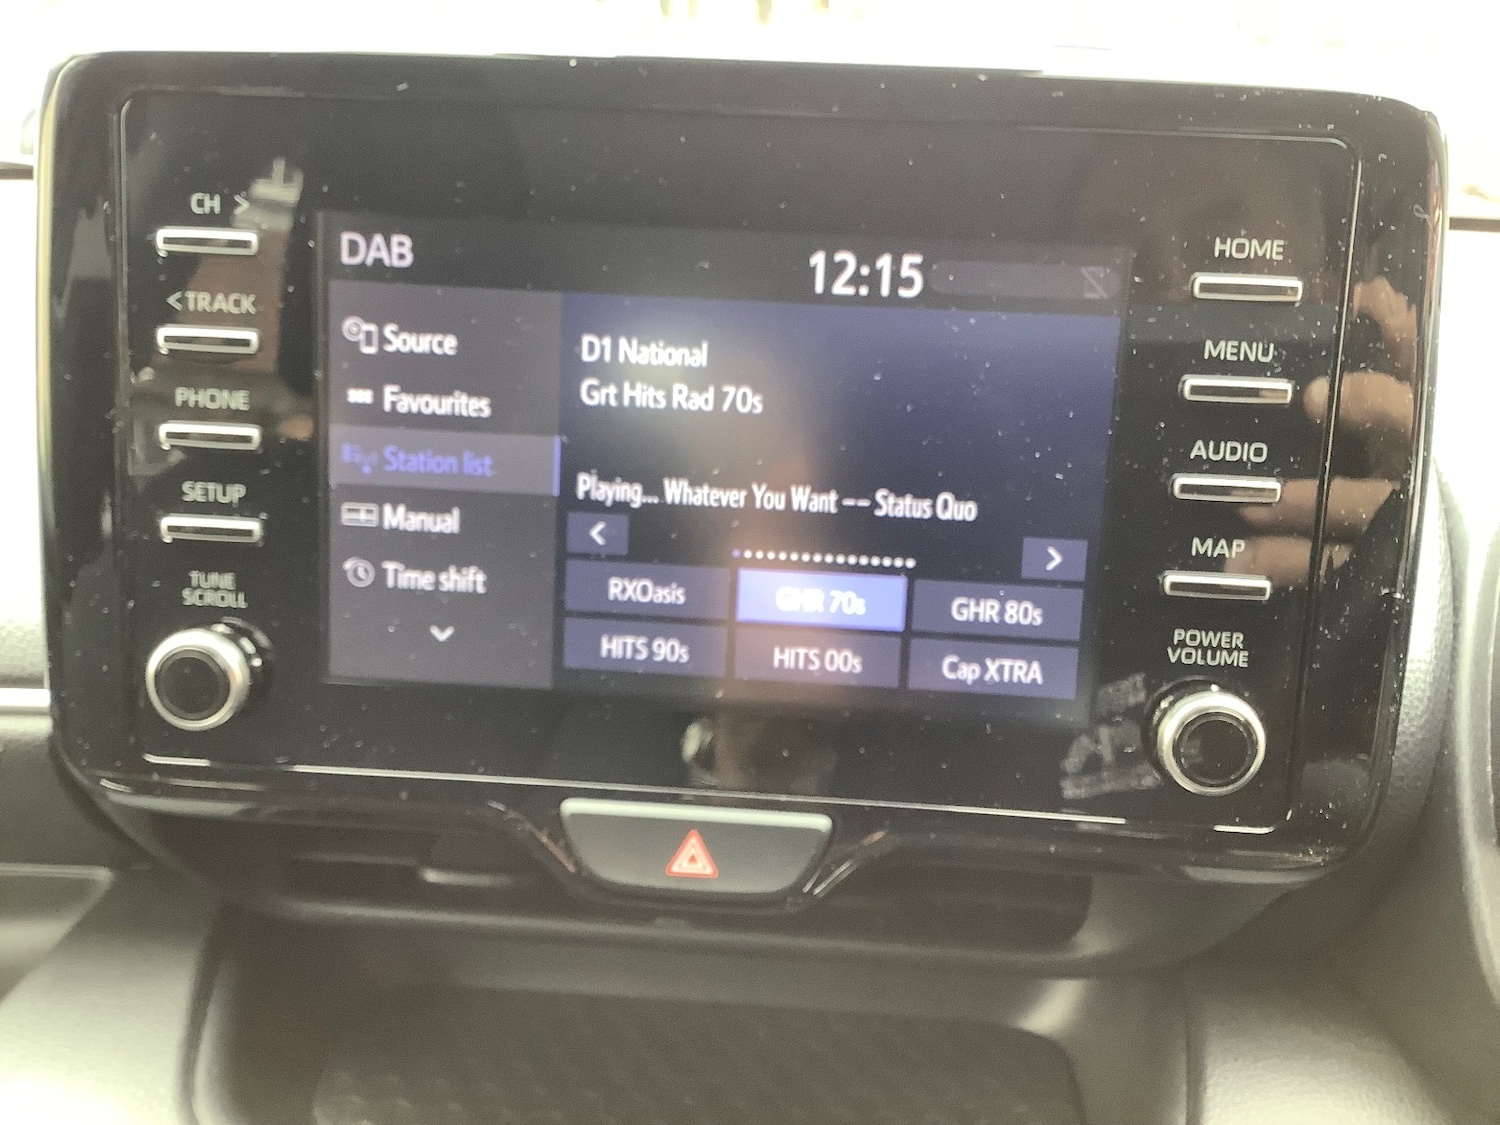 CH >
< TRACK
PHONE
SETUP
TUNE
SCROLL
DAB
12:15
Source
Favourites
Station list
Manual
Time shift
D1 National
Grt Hits Rad 70s
Playing... Whatever You Want -- Status Quo
<
>
RXOasis
GHR 70s
GHR 80s
HITS 90s
HITS 00s
Cap XTRA
HOME
MENU
AUDIO
MAP
POWER
VOLUME